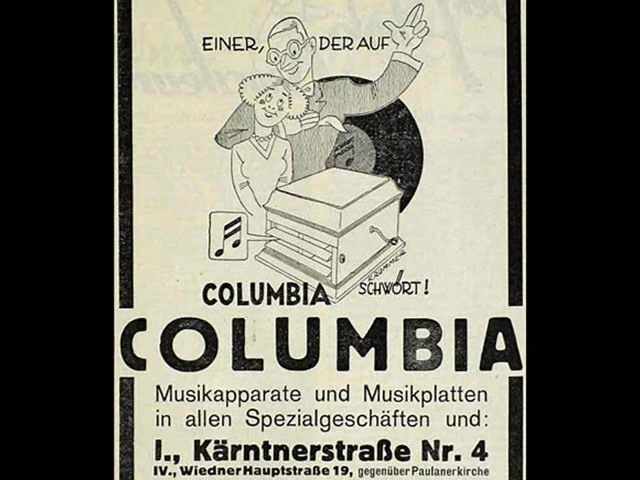 EINER, DER AUF
COLUMBIA SCHWÖRT!
KRÜMMER
COLUMBIA
Musikapparate und Musikplatten
in allen Spezialgeschäften und:
I., Kärntnerstraße Nr. 4
IV., Wiedner Hauptstraße 19, gegenüber Paulanerkirche